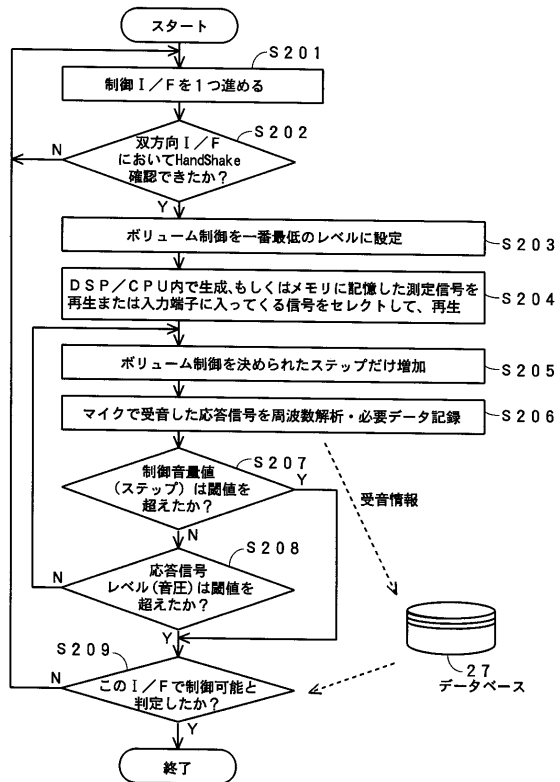 スタート
S201
制御I/Fを1つ進める
S202
双方向I/F
においてHandShake
確認できたか?
N
Y
ボリューム制御を一番最低のレベルに設定
S203
DSP/CPU内で生成、もしくはメモリに記憶した測定信号を
再生または入力端子に入ってくる信号をセレクトして、再生
S204
ボリューム制御を決められたステップだけ増加
S205
マイクで受音した応答信号を周波数解析・必要データ記録
S206
S207
制御音量値
(ステップ)は閾値を
超えたか?
Y
N
受音情報
S208
応答信号
レベル(音圧)は閾値を
超えたか?
N
Y
S209
このI/Fで制御可能と
判定したか?
N
Y
27
データベース
終了